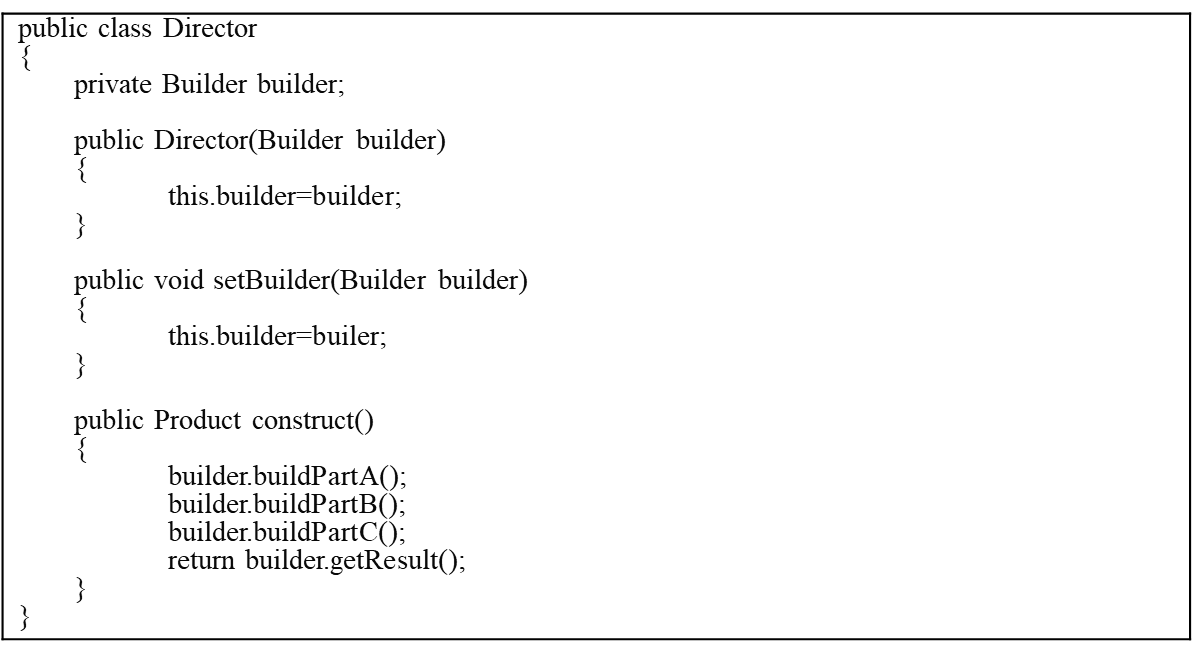 public class Director
{
private Builder builder;
public Director(Builder builder)
{
this.builder=builder;
}
public void setBuilder(Builder builder)
{
this.builder=builer;
}
public Product construct()
{
builder.buildPartA();
builder.buildPartB();
builder.buildPartC();
return builder.getResult();
}
}